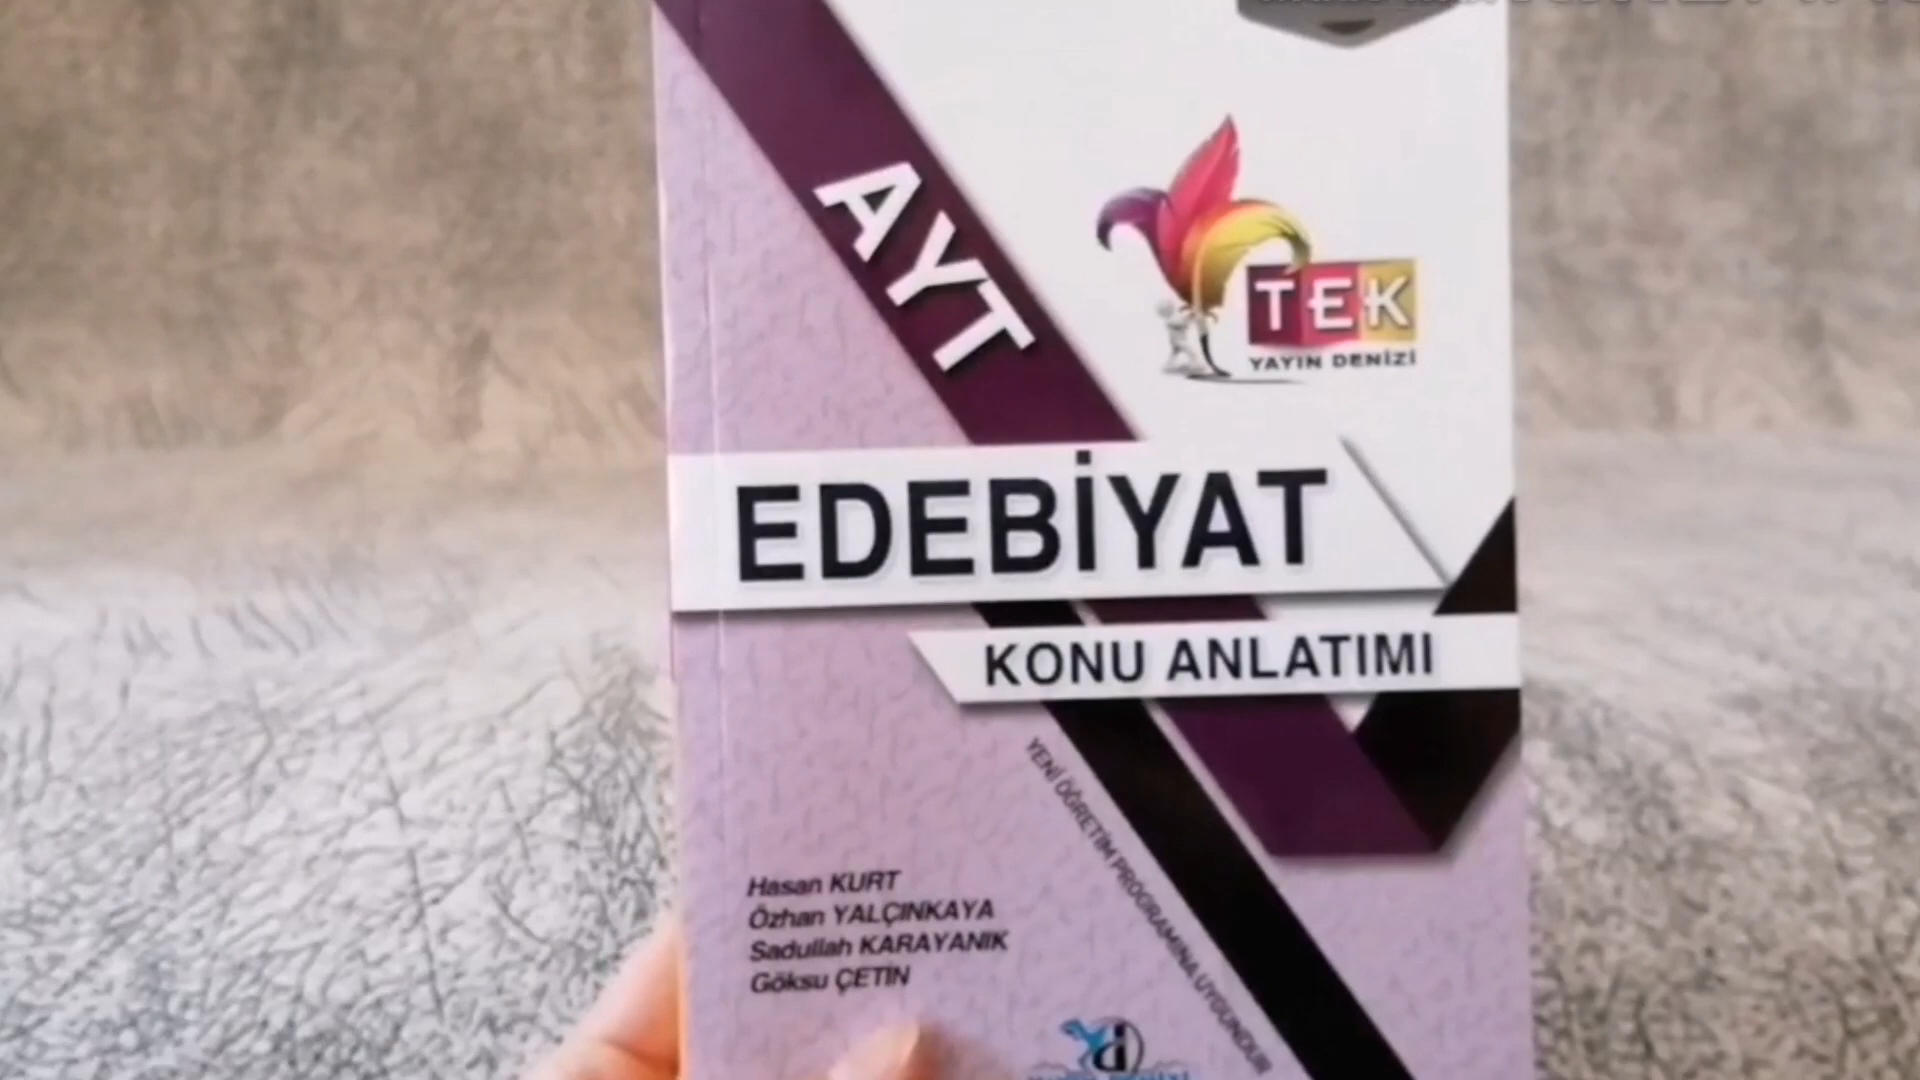 AYT
TEK
YAYIN DENİZİ
EDEBİYAT
KONU ANLATIMI
YENİ ÖĞRETİM PROGRAMINA UYGUNDUR
Hasan KURT
Özhan YALÇINKAYA
Sadullah KARAYANIK
Göksu ÇETİN